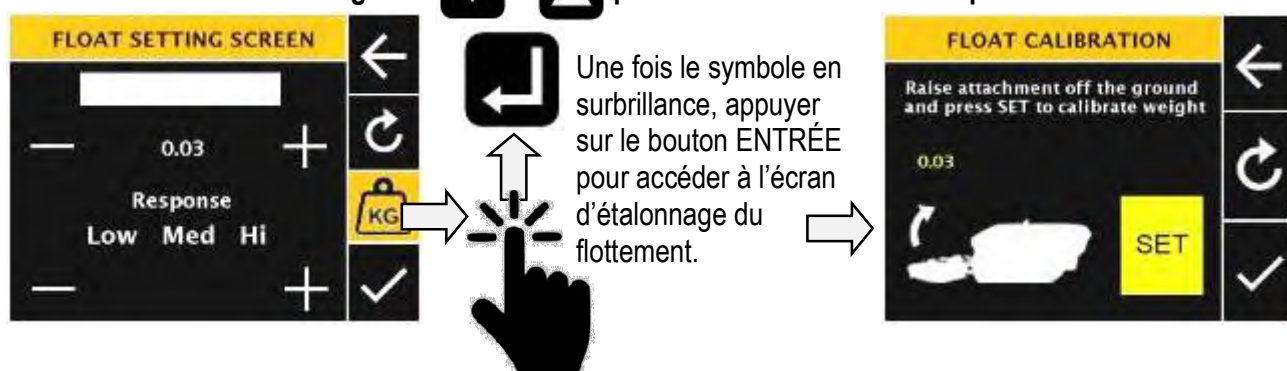 FLOAT SETTING SCREEN
0.03
Response
Low Med Hi
KG
Une fois le symbole en
surbrillance, appuyer
sur le bouton ENTRÉE
pour accéder à l'écran
d'étalonnage du
flottement.
FLOAT CALIBRATION
Raise attachment off the ground
and press SET to calibrate weight
0.03
SET